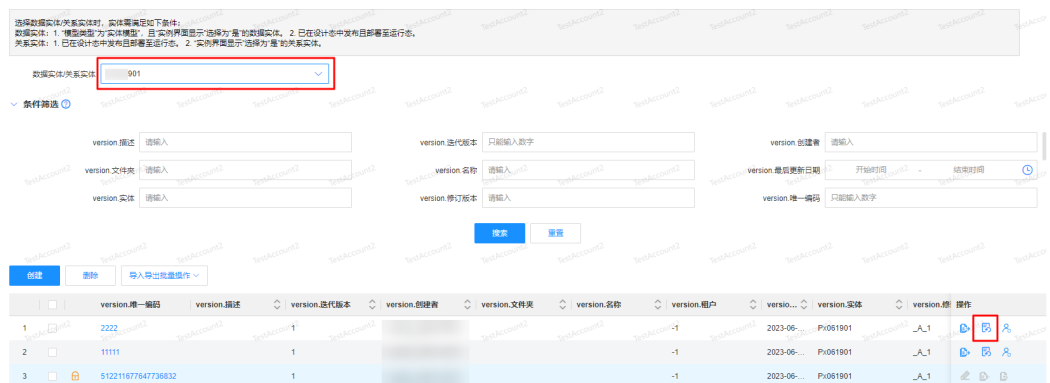 选择数据实体/关系实体时，实体需满足如下条件：
数据实体：1. “模型类型”为“实体模型”，且“实例界面显示”选择为“是”的数据实体。 2. 已在设计态中发布且部署至运行态。
关系实体：1. 已在设计态中发布且部署至运行态。 2. “实例界面显示”选择为“是”的关系实体。
数据实体/关系实体 901
条件筛选
version.描述 请输入 version.迭代版本 只能输入数字 version.创建者 请输入
version.文件夹 请输入 version.名称 请输入 version.最后更新日期 开始时间 - 结束时间
version.实体 请输入 version.修订版本 请输入 version.唯一编码 只能输入数字
搜索 重置
创建 删除 导入导出批量操作
version.唯一编码 version.描述 version.迭代版本 version.创建者 version.文件夹 version.名称 version.租户 versio... version.实体 version.修 操作
1 2222 1 -1 2023-06-... Px061901 _A_1
2 11111 1 -1 2023-06-... Px061901 _A_1
3 512211677647736832 1 -1 2023-06-... Px061901 _A_1
TestAccount2